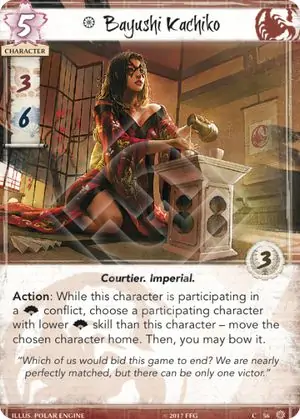 5
Bayushi Kachiko
CHARACTER
3
6
3
Courtier. Imperial.
Action: While this character is participating in
a conflict, choose a participating character
with lower skill than this character – move the
chosen character home. Then, you may bow it.
"Which of us would bid this game to end? We are nearly
perfectly matched, but there can be only one victor."
ILLUS. POLAR ENGINE © 2017 FFG C 56